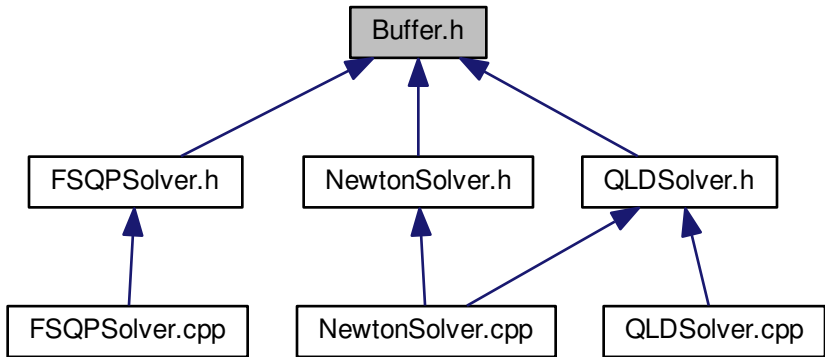 Buffer.h
FSQPSolver.h
NewtonSolver.h
QLDSolver.h
FSQPSolver.cpp
NewtonSolver.cpp
QLDSolver.cpp